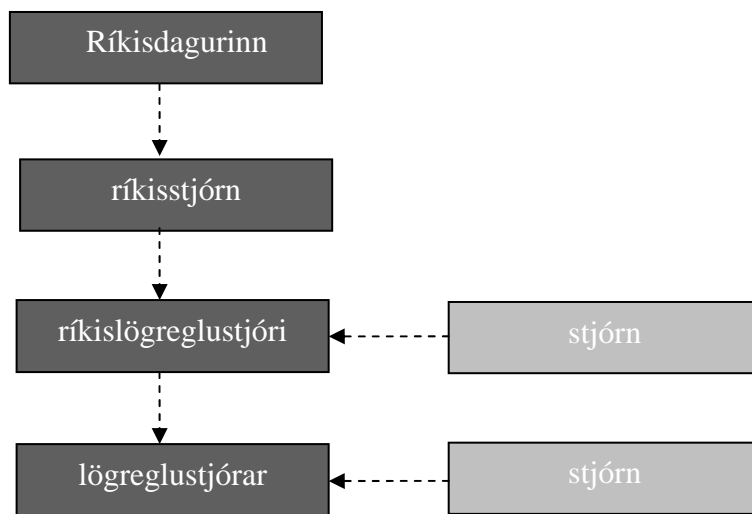 Ríkisdagurinn
ríkisstjórn
ríkislögreglustjóri
stjórn
lögreglustjórar
stjórn